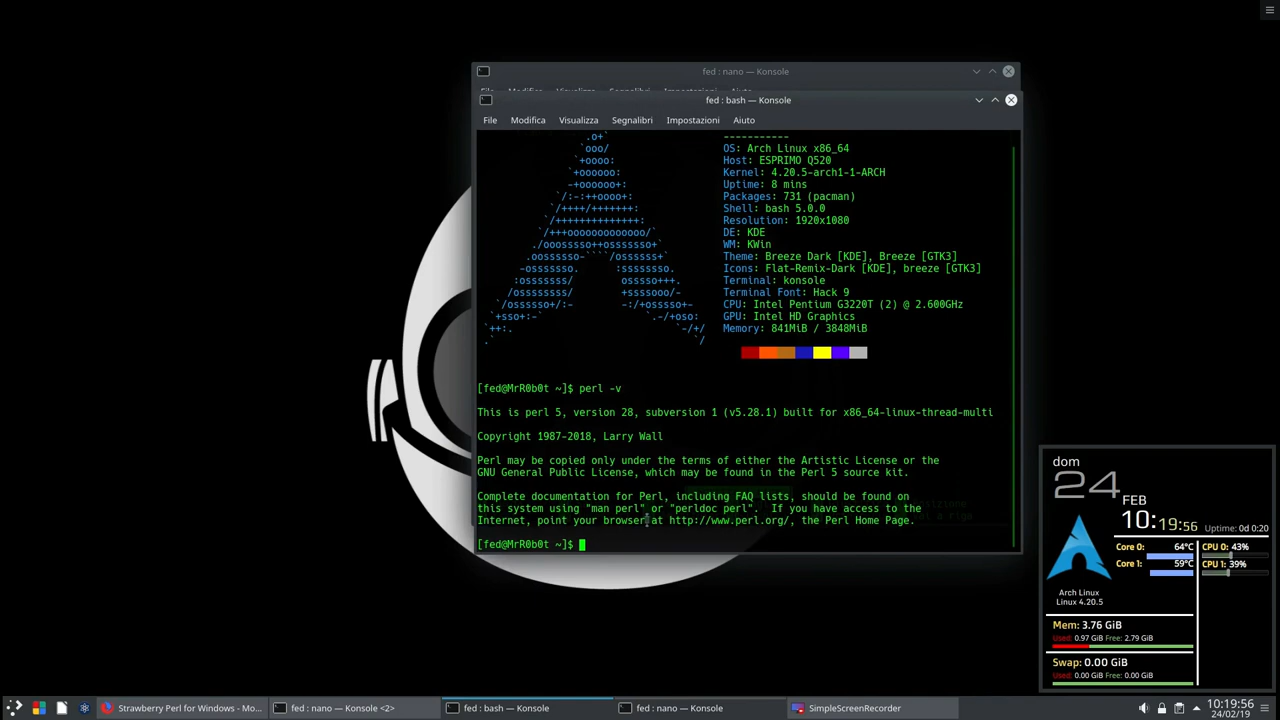 fed : nano — Konsole
fed : bash — Konsole
File Modifica Visualizza Segnalibri Impostazioni Aiuto
-----------
OS: Arch Linux x86_64
Host: ESPRIMO Q520
Kernel: 4.20.5-arch1-1-ARCH
Uptime: 8 mins
Packages: 731 (pacman)
Shell: bash 5.0.0
Resolution: 1920x1080
DE: KDE
WM: KWin
Theme: Breeze Dark [KDE], Breeze [GTK3]
Icons: Flat-Remix-Dark [KDE], breeze [GTK3]
Terminal: konsole
Terminal Font: Hack 9
CPU: Intel Pentium G3220T (2) @ 2.600GHz
GPU: Intel HD Graphics
Memory: 841MiB / 3848MiB
[fed@MrR0b0t ~]$ perl -v
This is perl 5, version 28, subversion 1 (v5.28.1) built for x86_64-linux-thread-multi
Copyright 1987-2018, Larry Wall
Perl may be copied only under the terms of either the Artistic License or the
GNU General Public License, which may be found in the Perl 5 source kit.
Complete documentation for Perl, including FAQ lists, should be found on
this system using "man perl" or "perldoc perl".  If you have access to the
Internet, point your browser at http://www.perl.org/, the Perl Home Page.
[fed@MrR0b0t ~]$
dom
24
FEB
10:19:56 Uptime: 0d 0:20
Core 0: 64°C CPU 0: 43%
Core 1: 59°C CPU 1: 39%
Arch Linux
Linux 4.20.5
Mem: 3.76 GiB
Used: 0.97 GiB Free: 2.79 GiB
Swap: 0.00 GiB
Used: 0.00 GiB Free: 0.00 GiB
Strawberry Perl for Windows - Mo... fed : nano — Konsole <2> fed : bash — Konsole fed : nano — Konsole SimpleScreenRecorder
10:19:56
24/02/19